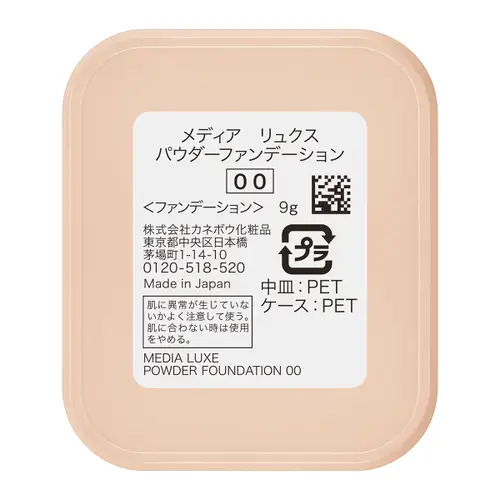 メディア リュクス
パウダーファンデーション
00
＜ファンデーション＞ 9g
株式会社カネボウ化粧品
東京都中央区日本橋
茅場町1-14-10
0120-518-520
Made in Japan
プラ
中皿：PET
ケース：PET
肌に異常が生じていな
いかよく注意して使う。
肌に合わない時は使用
をやめる。
MEDIA LUXE
POWDER FOUNDATION 00